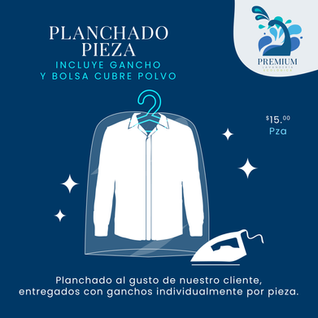 PLANCHADO
PIEZA
INCLUYE GANCHO
Y BOLSA CUBRE POLVO
PREMIUM
$15.00
Pza
Planchado al gusto de nuestro cliente,
entregados con ganchos individualmente por pieza.